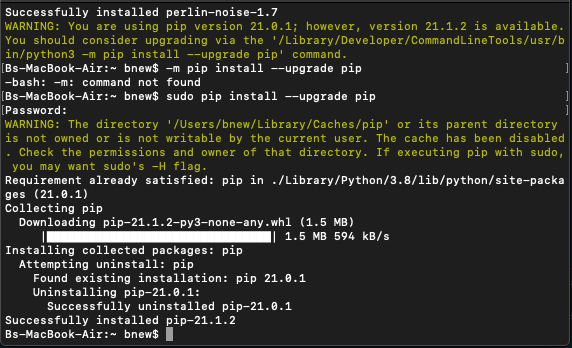 Successfully installed perlin-noise-1.7
WARNING: You are using pip version 21.0.1; however, version 21.1.2 is available.
You should consider upgrading via the '/Library/Developer/CommandLineTools/usr/b
in/python3 -m pip install --upgrade pip' command.
[Bs-MacBook-Air:~ bnew$ -m pip install --upgrade pip ]
-bash: -m: command not found
[Bs-MacBook-Air:~ bnew$ sudo pip install --upgrade pip ]
[Password: ]
WARNING: The directory '/Users/bnew/Library/Caches/pip' or its parent directory
is not owned or is not writable by the current user. The cache has been disabled
. Check the permissions and owner of that directory. If executing pip with sudo,
you may want sudo's -H flag.
Requirement already satisfied: pip in ./Library/Python/3.8/lib/python/site-packa
ges (21.0.1)
Collecting pip
Downloading pip-21.1.2-py3-none-any.whl (1.5 MB)
| | 1.5 MB 594 kB/s
Installing collected packages: pip
Attempting uninstall: pip
Found existing installation: pip 21.0.1
Uninstalling pip-21.0.1:
Successfully uninstalled pip-21.0.1
Successfully installed pip-21.1.2
Bs-MacBook-Air:~ bnew$